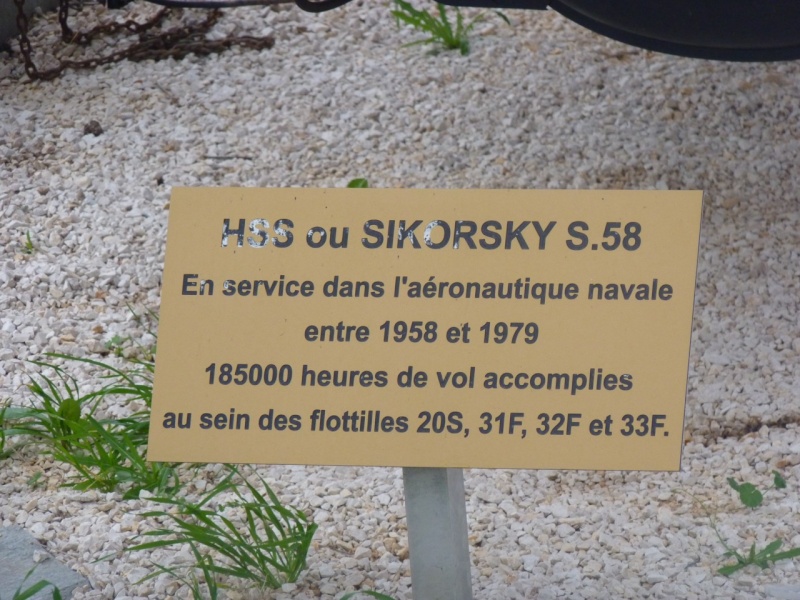 HSS ou SIKORSKY S.58
En service dans l'aéronautique navale
entre 1958 et 1979
185000 heures de vol accomplies
au sein des flottilles 20S, 31F, 32F et 33F.